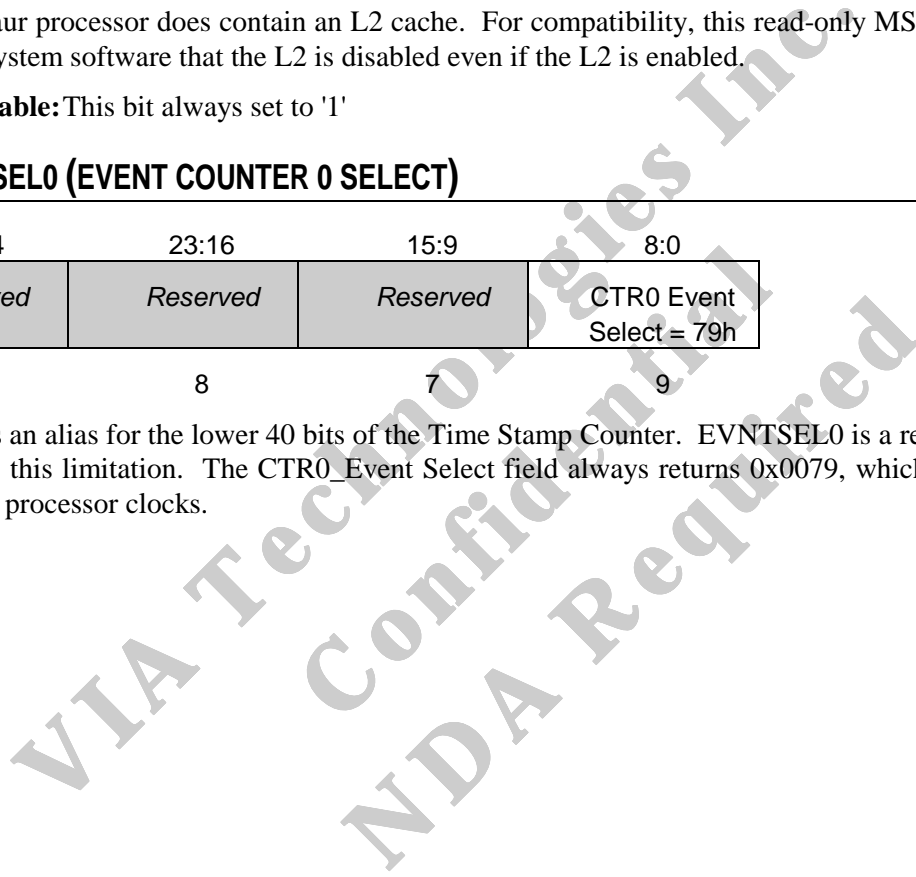 aur processor does contain an L2 cache.  For compatibility, this read-only MS
ystem software that the L2 is disabled even if the L2 is enabled.
able: This bit always set to '1'
SEL0 (EVENT COUNTER 0 SELECT)
4 23:16 15:9 8:0
ed Reserved Reserved CTR0 Event
Select = 79h
8 7 9
s an alias for the lower 40 bits of the Time Stamp Counter.  EVNTSEL0 is a re
this limitation.  The CTR0_Event Select field always returns 0x0079, which
processor clocks.
VIA Technologies Inc.
Confidential
NDA Required